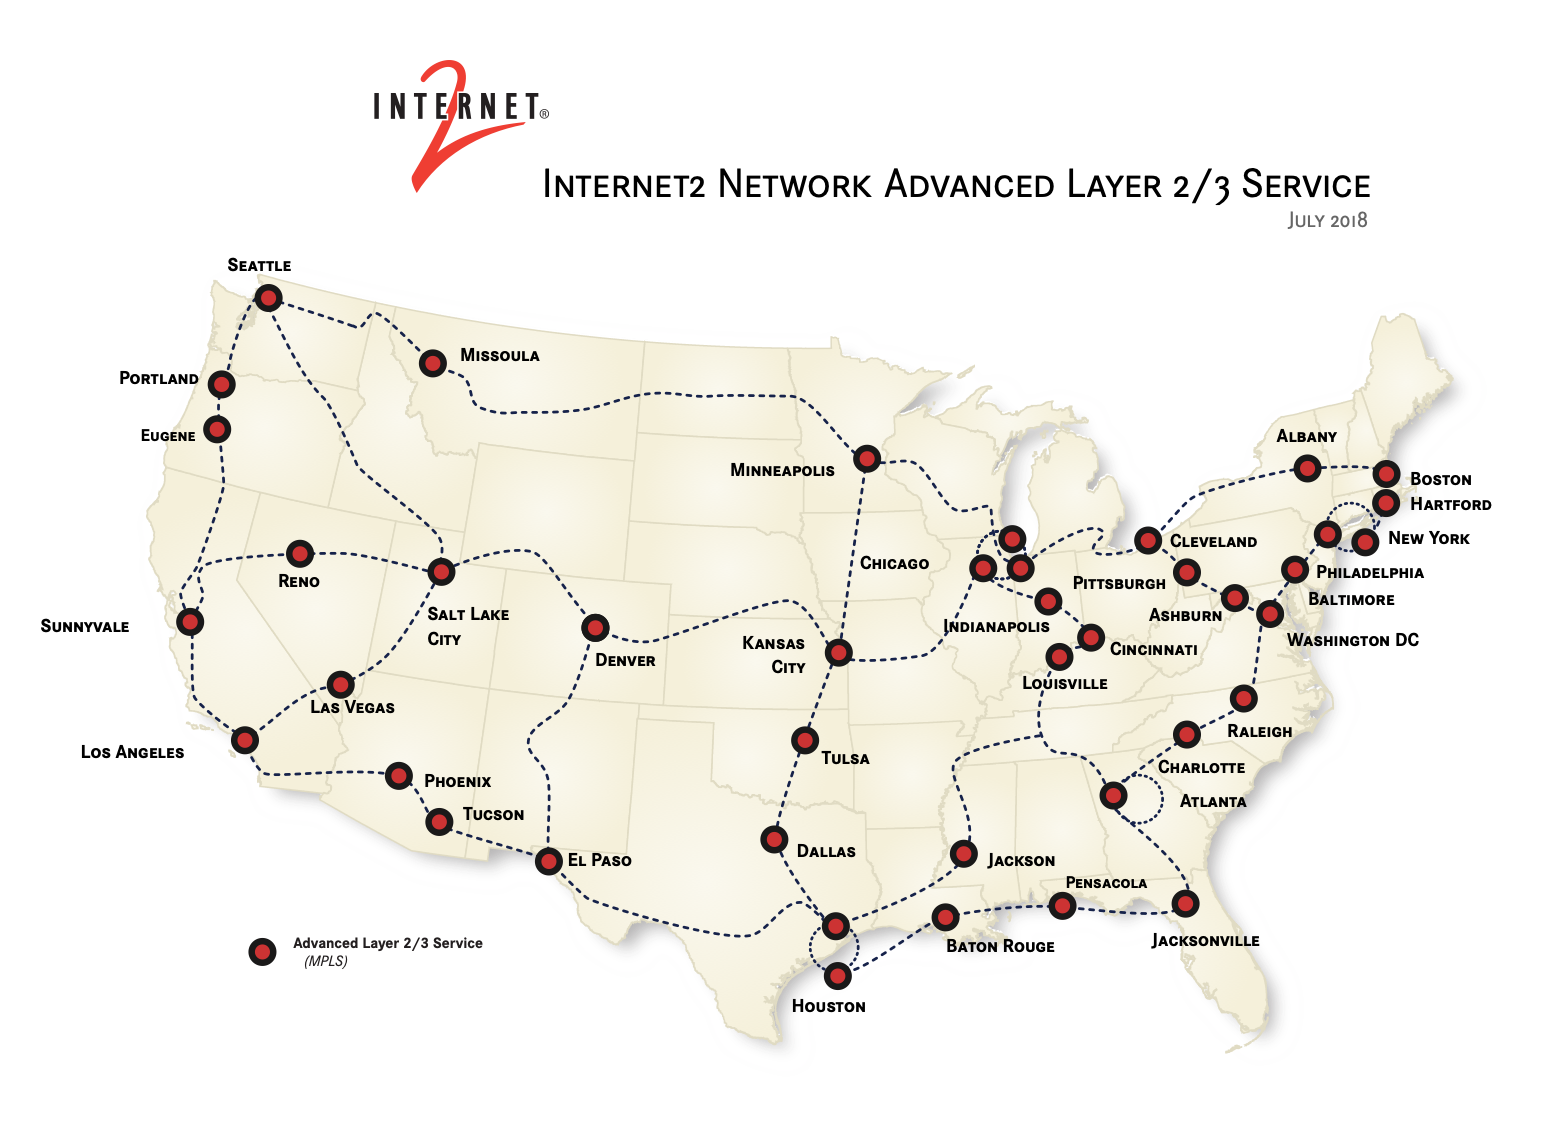 INTERNET®
2
Internet2 Network Advanced Layer 2/3 Service
July 2018
Seattle
Missoula
Portland
Eugene
Minneapolis
Albany
Boston
Hartford
New York
Cleveland
Chicago
Reno
Pittsburgh
Philadelphia
Baltimore
Ashburn
Salt Lake
City
Sunnyvale
Indianapolis
Washington DC
Kansas
City
Denver
Cincinnati
Louisville
Las Vegas
Raleigh
Los Angeles
Tulsa
Charlotte
Phoenix
Atlanta
Tucson
Dallas
El Paso
Jackson
Pensacola
Jacksonville
Baton Rouge
Advanced Layer 2/3 Service
(MPLS)
Houston